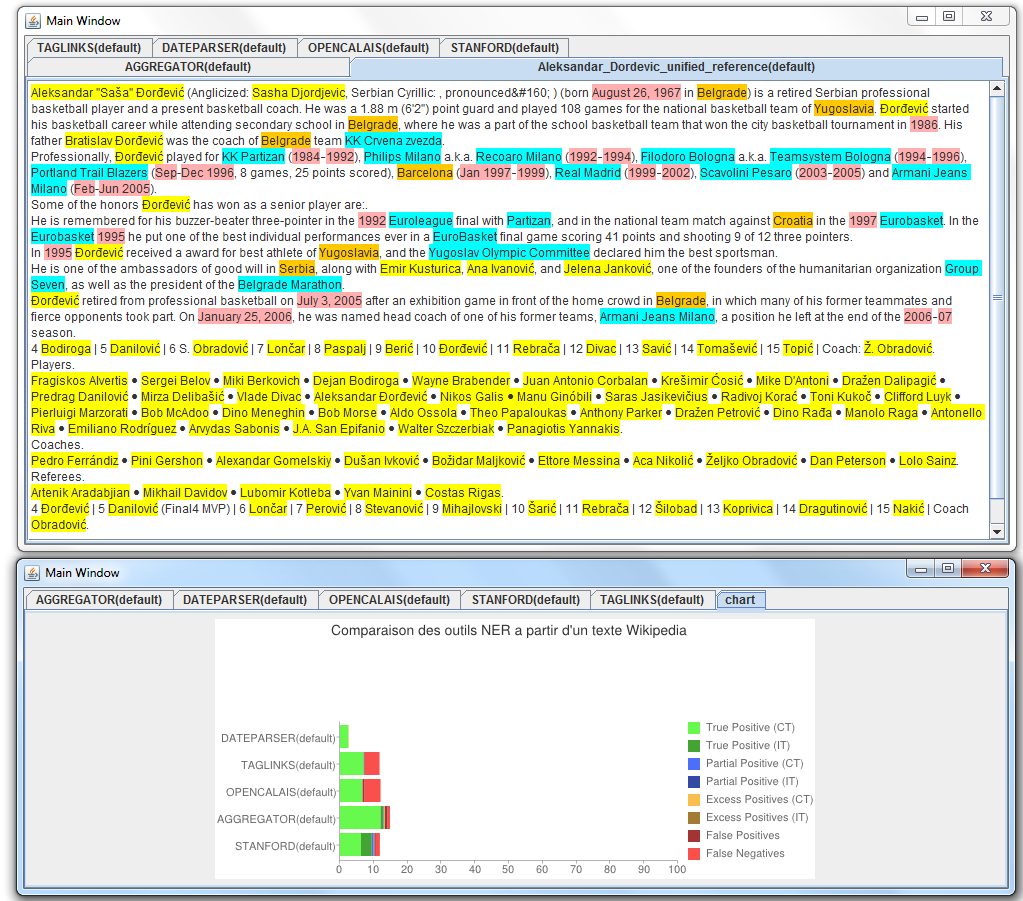 Main Window
TAGLINKS(default) DATEPARSER(default) OPENCALAIS(default) STANFORD(default)
AGGREGATOR(default) Aleksandar_Dordevic_unified_reference(default)
Aleksandar "Saša" Đorđević (Anglicized: Sasha Djordjevic, Serbian Cyrillic: , pronounced&#160; ) (born August 26, 1967 in Belgrade) is a retired Serbian professional
basketball player and a present basketball coach. He was a 1.88 m (6'2") point guard and played 108 games for the national basketball team of Yugoslavia. Đorđević started
his basketball career while attending secondary school in Belgrade, where he was a part of the school basketball team that won the city basketball tournament in 1986. His
father Bratislav Đorđević was the coach of Belgrade team KK Crvena zvezda.
Professionally, Đorđević played for KK Partizan (1984-1992), Philips Milano a.k.a. Recoaro Milano (1992-1994), Filodoro Bologna a.k.a. Teamsystem Bologna (1994-1996),
Portland Trail Blazers (Sep-Dec 1996, 8 games, 25 points scored), Barcelona (Jan 1997-1999), Real Madrid (1999-2002), Scavolini Pesaro (2003-2005) and Armani Jeans
Milano (Feb-Jun 2005).
Some of the honors Đorđević has won as a senior player are:.
He is remembered for his buzzer-beater three-pointer in the 1992 Euroleague final with Partizan, and in the national team match against Croatia in the 1997 Eurobasket. In the
Eurobasket 1995 he put one of the best individual performances ever in a EuroBasket final game scoring 41 points and shooting 9 of 12 three pointers.
In 1995 Đorđević received a award for best athlete of Yugoslavia, and the Yugoslav Olympic Committee declared him the best sportsman.
He is one of the ambassadors of good will in Serbia, along with Emir Kusturica, Ana Ivanović, and Jelena Janković, one of the founders of the humanitarian organization Group
Seven, as well as the president of the Belgrade Marathon.
Đorđević retired from professional basketball on July 3, 2005 after an exhibition game in front of the home crowd in Belgrade, in which many of his former teammates and
fierce opponents took part. On January 25, 2006, he was named head coach of one of his former teams, Armani Jeans Milano, a position he left at the end of the 2006-07
season.
4 Bodiroga | 5 Danilović | 6 S. Obradović | 7 Lončar | 8 Paspalj | 9 Berić | 10 Đorđević | 11 Rebrača | 12 Divac | 13 Savić | 14 Tomašević | 15 Topić | Coach: Ž. Obradović.
Players.
Fragiskos Alvertis • Sergei Belov • Miki Berkovich • Dejan Bodiroga • Wayne Brabender • Juan Antonio Corbalan • Krešimir Ćosić • Mike D'Antoni • Dražen Dalipagić •
Predrag Danilović • Mirza Delibašić • Vlade Divac • Aleksandar Đorđević • Nikos Galis • Manu Ginóbili • Saras Jasikevičius • Radivoj Korać • Toni Kukoč • Clifford Luyk •
Pierluigi Marzorati • Bob McAdoo • Dino Meneghin • Bob Morse • Aldo Ossola • Theo Papaloukas • Anthony Parker • Dražen Petrović • Dino Rađa • Manolo Raga • Antonello
Riva • Emiliano Rodríguez • Arvydas Sabonis • J.A. San Epifanio • Walter Szczerbiak • Panagiotis Yannakis.
Coaches.
Pedro Ferrándiz • Pini Gershon • Alexandar Gomelskiy • Dušan Ivković • Božidar Maljković • Ettore Messina • Aca Nikolić • Željko Obradović • Dan Peterson • Lolo Sainz.
Referees.
Artenik Aradabjian • Mikhail Davidov • Lubomir Kotleba • Yvan Mainini • Costas Rigas.
4 Đorđević | 5 Danilović (Final4 MVP) | 6 Lončar | 7 Perović | 8 Stevanović | 9 Mihajlovski | 10 Šarić | 11 Rebrača | 12 Šilobad | 13 Koprivica | 14 Dragutinović | 15 Nakić | Coach
Obradović.
Main Window
AGGREGATOR(default) DATEPARSER(default) OPENCALAIS(default) STANFORD(default) TAGLINKS(default) chart
Comparaison des outils NER a partir d'un texte Wikipedia
DATEPARSER(default)
TAGLINKS(default)
OPENCALAIS(default)
AGGREGATOR(default)
STANFORD(default)
0 10 20 30 40 50 60 70 80 90 100
True Positive (CT)
True Positive (IT)
Partial Positive (CT)
Partial Positive (IT)
Excess Positives (CT)
Excess Positives (IT)
False Positives
False Negatives